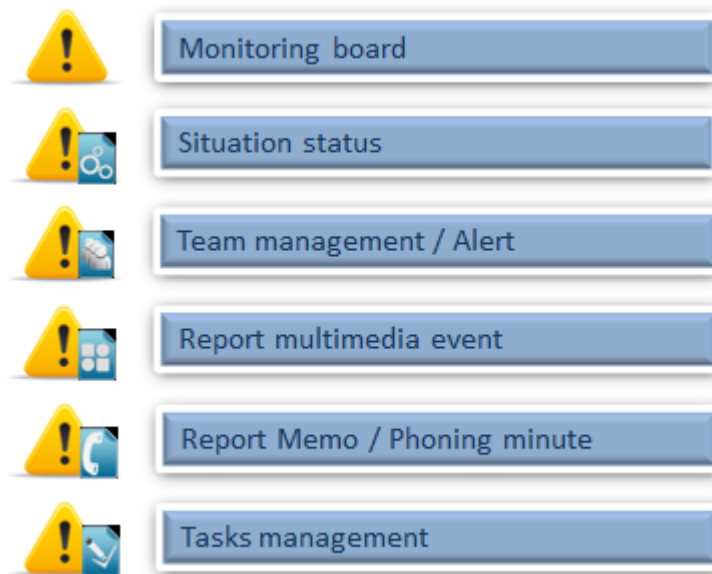 Monitoring board
Situation status
Team management / Alert
Report multimedia event
Report Memo / Phoning minute
Tasks management